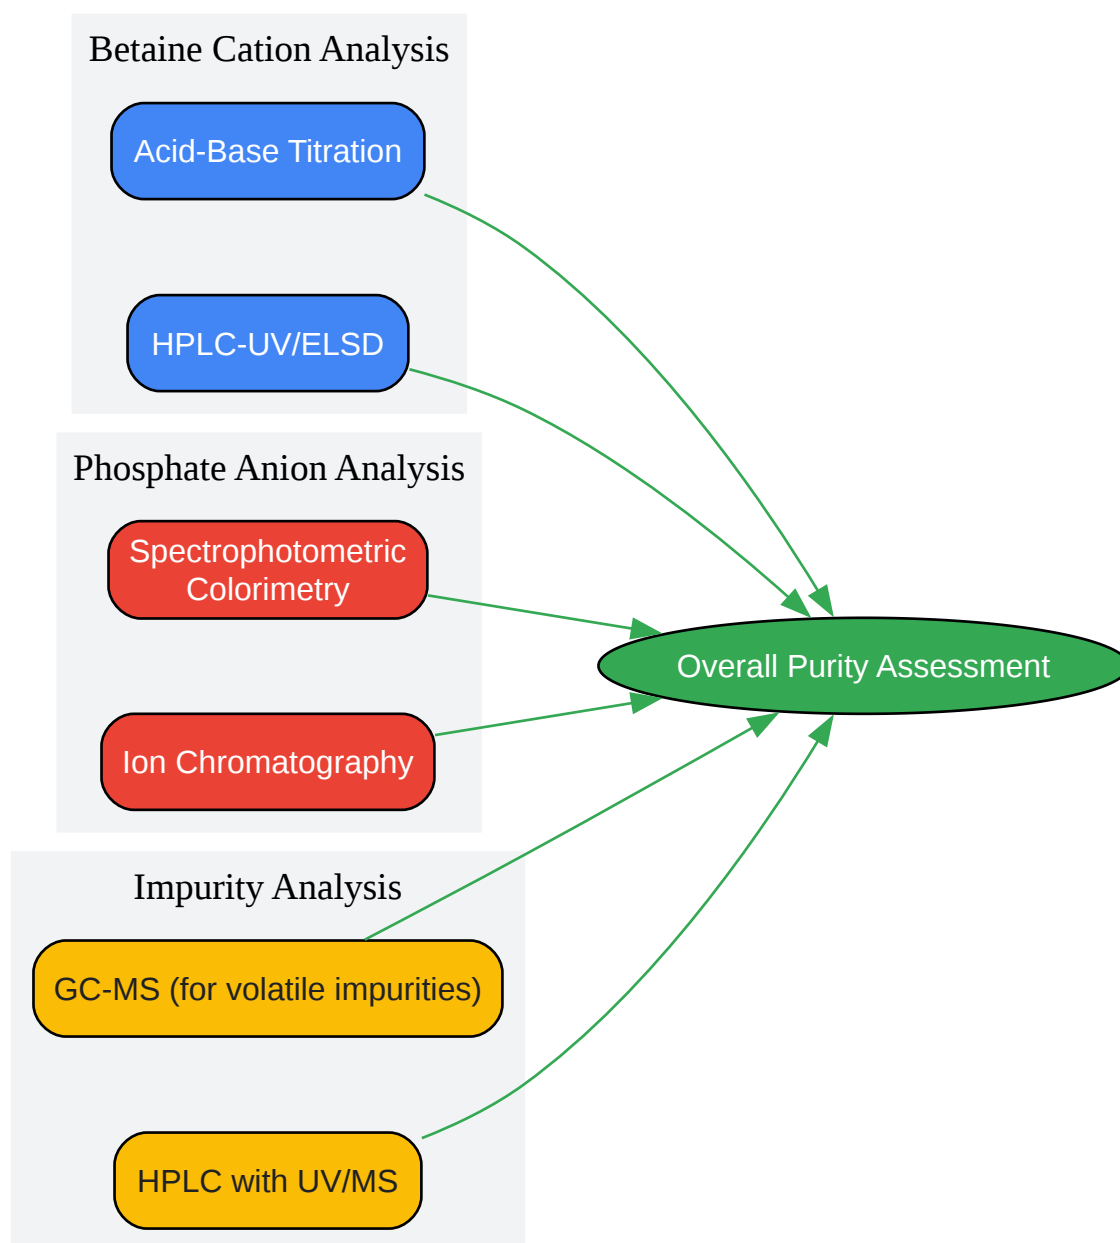 Betaine Cation Analysis
Acid-Base Titration
HPLC-UV/ELSD
Phosphate Anion Analysis
Spectrophotometric
Colorimetry
Ion Chromatography
Overall Purity Assessment
Impurity Analysis
GC-MS (for volatile impurities)
HPLC with UV/MS